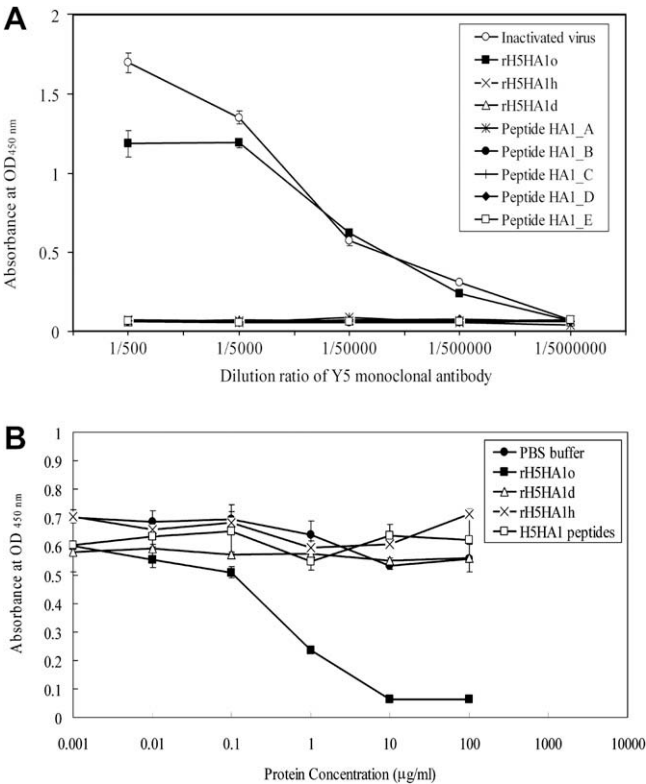 A
2
1.5
1
0.5
0
Absorbance at OD450 nm
Inactivated virus
rH5HA1o
rH5HA1h
rH5HA1d
Peptide HA1_A
Peptide HA1_B
Peptide HA1_C
Peptide HA1_D
Peptide HA1_E
1/500 1/5000 1/50000 1/500000 1/5000000
Dilution ratio of Y5 monoclonal antibody
B
1
0.9
0.8
0.7
0.6
0.5
0.4
0.3
0.2
0.1
0
Absorbance at OD 450 nm
PBS buffer
rH5HA1o
rH5HA1d
rH5HA1h
H5HA1 peptides
0.001 0.01 0.1 1 10 100 1000 10000
Protein Concentration (µg/ml)